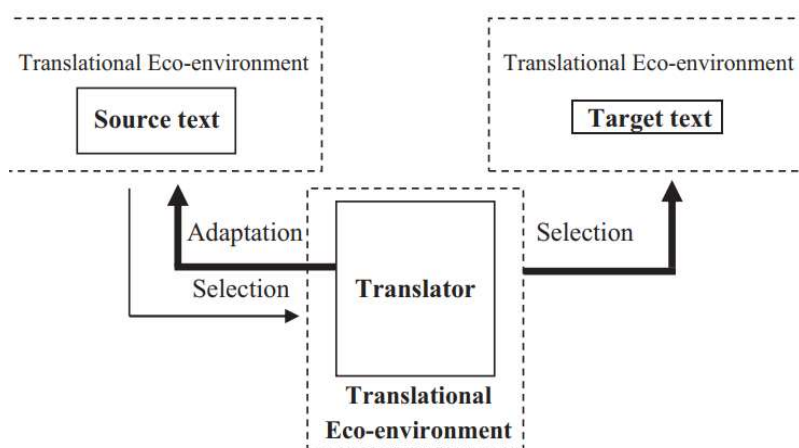 Translational Eco-environment
Source text
Translational Eco-environment
Target text
Adaptation
Selection
Selection
Translator
Translational
Eco-environment